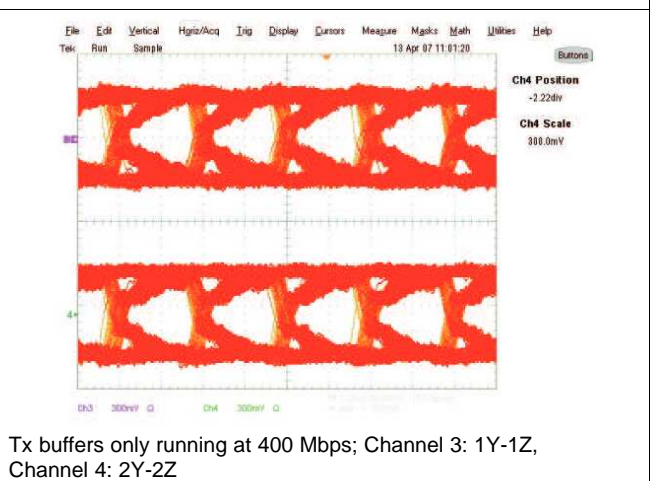 File Edit Vertical Horiz/Acq Trig Display Cursors Measure Masks Math Utilities Help
Tek Run Sample 13 Apr 07 11:01:20
Buttons
Ch4 Position
-2.22div
Ch4 Scale
300.0mV
4
Ch3 300mV Ω Ch4 300mV Ω
Tx buffers only running at 400 Mbps; Channel 3: 1Y-1Z,
Channel 4: 2Y-2Z